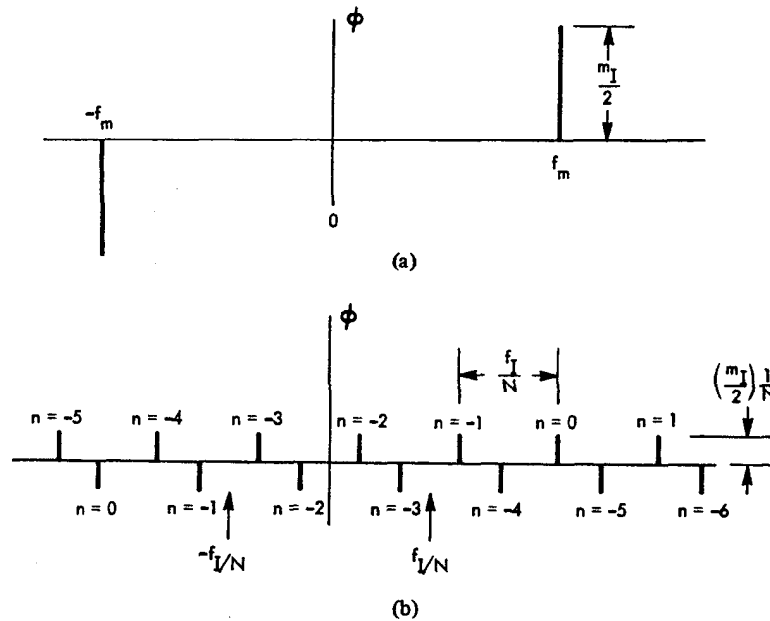 ϕ
-f_m
m_I
2
f_m
0
(a)
ϕ
f_I
N
(m_I/2) 1/N
n = -5 n = -4 n = -3 n = -2 n = -1 n = 0 n = 1
n = 0 n = -1 n = -2 n = -3 n = -4 n = -5 n = -6
-f_I/N f_I/N
(b)